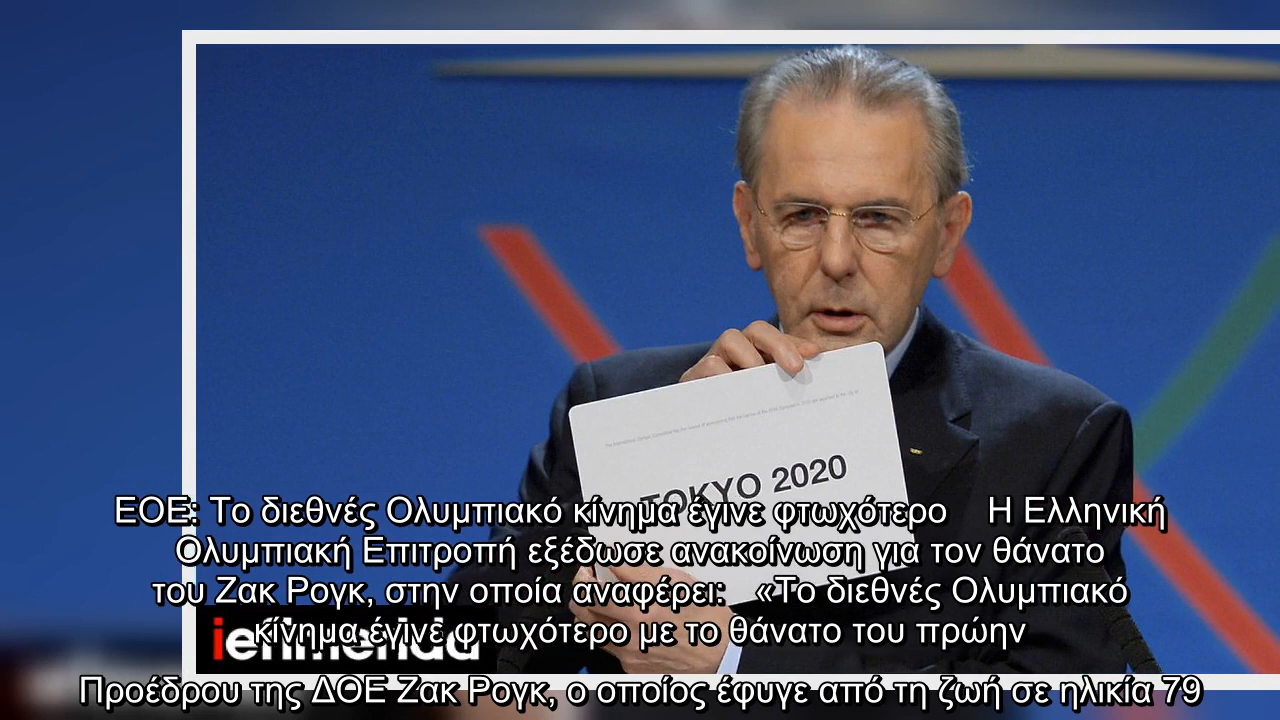 TOKYO 2020
ΕΟΕ: Το διεθνές Ολυμπιακό κίνημα έγινε φτωχότερο Η Ελληνική
Ολυμπιακή Επιτροπή εξέδωσε ανακοίνωση για τον θάνατο
του Ζακ Ρογκ, στην οποία αναφέρει: «Το διεθνές Ολυμπιακό
κίνημα έγινε φτωχότερο με το θάνατο του πρώην
iefimerida
Προέδρου της ΔΟΕ Ζακ Ρογκ, ο οποίος έφυγε από τη ζωή σε ηλικία 79